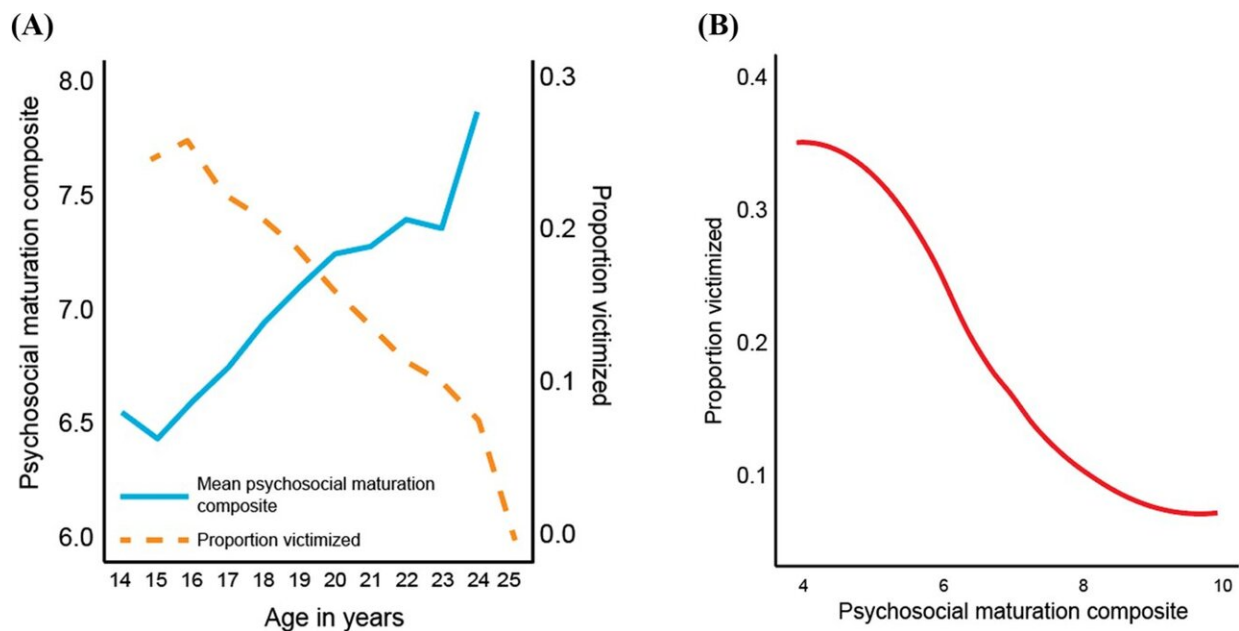 (A)
8.0
7.5
7.0
6.5
6.0
Psychosocial maturation composite
0.3
0.2
0.1
0.0
Proportion victimized
Mean psychosocial maturation
composite
Proportion victimized
14 15 16 17 18 19 20 21 22 23 24 25
Age in years
(B)
0.4
0.3
0.2
0.1
Proportion victimized
4 6 8 10
Psychosocial maturation composite